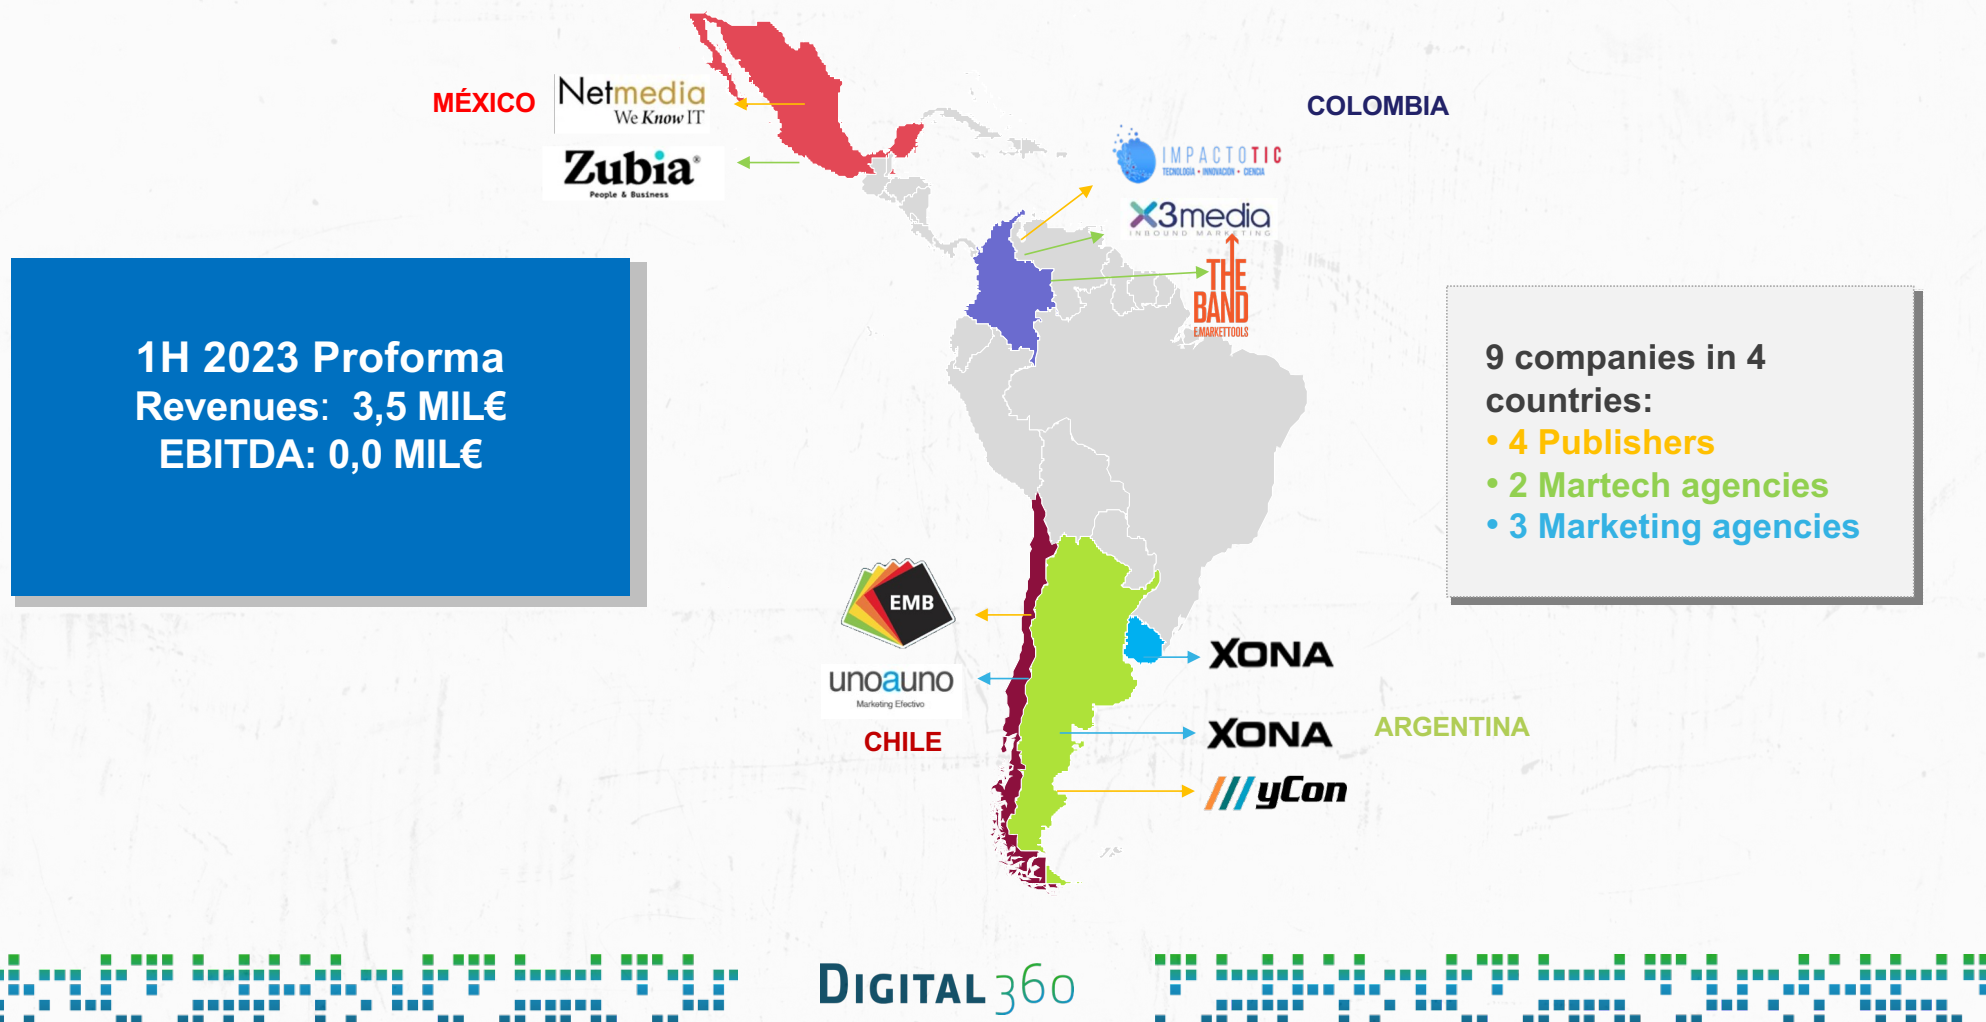 MÉXICO
Netmedia
We Know IT
Zubia®
People & Business
COLOMBIA
IMPACTOTIC
TECNOLOGÍA • INNOVACIÓN • CIENCIA
X3media
INBOUND MARKETING
THE
BAND
EMARKETTOOLS
1H 2023 Proforma
Revenues: 3,5 MIL€
EBITDA: 0,0 MIL€
9 companies in 4
countries:
• 4 Publishers
• 2 Martech agencies
• 3 Marketing agencies
EMB
unoauno
Marketing Efectivo
CHILE
XONA
XONA
ARGENTINA
yCon
DIGITAL 360